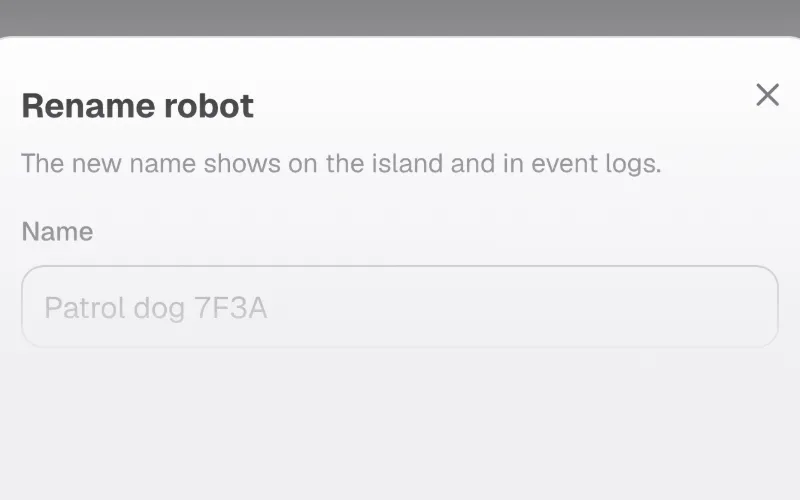 Rename robot
The new name shows on the island and in event logs.
Name
Patrol dog 7F3A